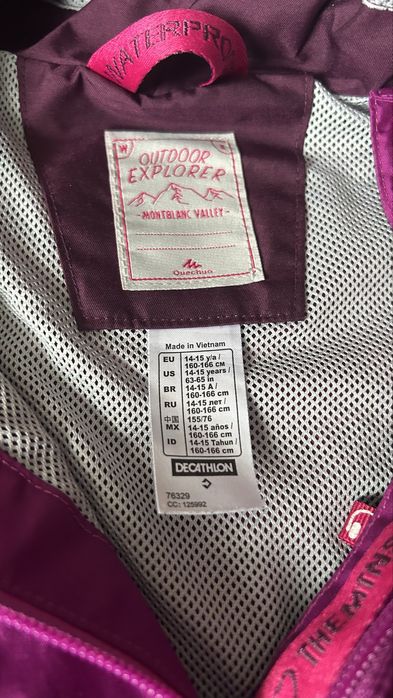 WATERPRO
OUTDOOR
EXPLORER
-MONTBLANC VALLEY-
Quechua
Made in Vietnam
EU 14-15 y/a /
160-166 см
US 14-15 years /
63-65 in
BR 14-15 A /
160-166 cm
RU 14-15 лет /
160-166 cm
中国 155/76
MX 14-15 años /
160-166 cm
ID 14-15 Tahun /
160-166 cm
DECATHLON
76329
CC: 125992
THEMINS